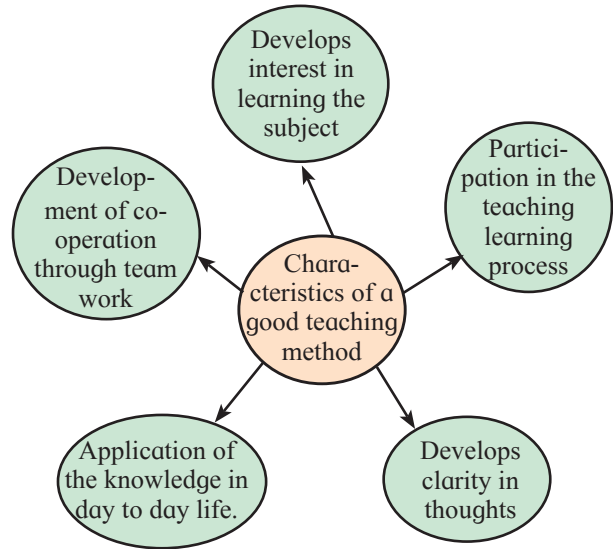 Develops
interest in
learning the
subject
Partici-
pation in the
teaching
learning
process
Develop-
ment of co-
operation
through team
work
Chara-
cteristics of a
good teaching
method
Application of
the knowledge in
day to day life.
Develops
clarity in
thoughts